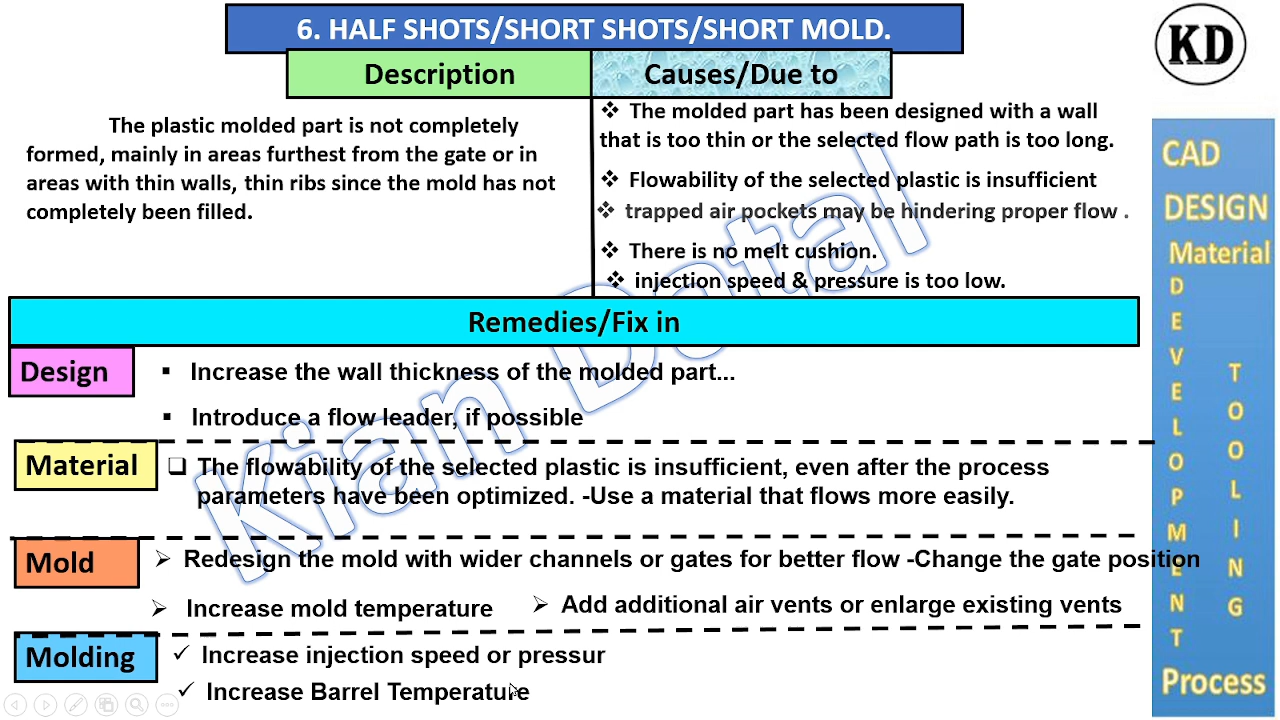 6. HALF SHOTS/SHORT SHOTS/SHORT MOLD.
KD
Description
Causes/Due to
The plastic molded part is not completely
formed, mainly in areas furthest from the gate or in
areas with thin walls, thin ribs since the mold has not
completely been filled.
❖ The molded part has been designed with a wall
that is too thin or the selected flow path is too long.
❖ Flowability of the selected plastic is insufficient
❖ trapped air pockets may be hindering proper flow .
❖ There is no melt cushion.
❖ injection speed & pressure is too low.
Remedies/Fix in
Design
▪ Increase the wall thickness of the molded part...
▪ Introduce a flow leader, if possible
Material
❑ The flowability of the selected plastic is insufficient, even after the process
parameters have been optimized. -Use a material that flows more easily.
Mold
➢ Redesign the mold with wider channels or gates for better flow -Change the gate position
➢ Increase mold temperature
➢ Add additional air vents or enlarge existing vents
Molding
✓ Increase injection speed or pressur
✓ Increase Barrel Temperature
Kian Datal
CAD
DESIGN
Material
DEVELOPMENT
TOOLING
Process